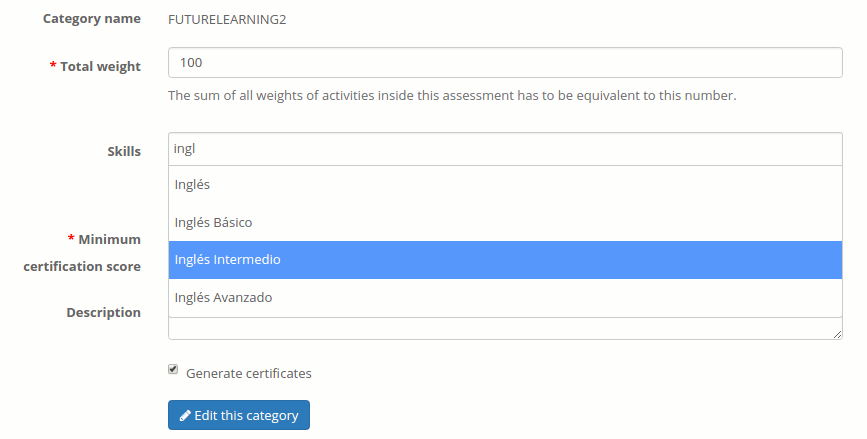 Category name FUTURELEARNING2
* Total weight 100
The sum of all weights of activities inside this assessment has to be equivalent to this number.
Skills ingl
Inglés
Inglés Básico
* Minimum
certification score
Inglés Intermedio
Inglés Avanzado
Description
Generate certificates
Edit this category